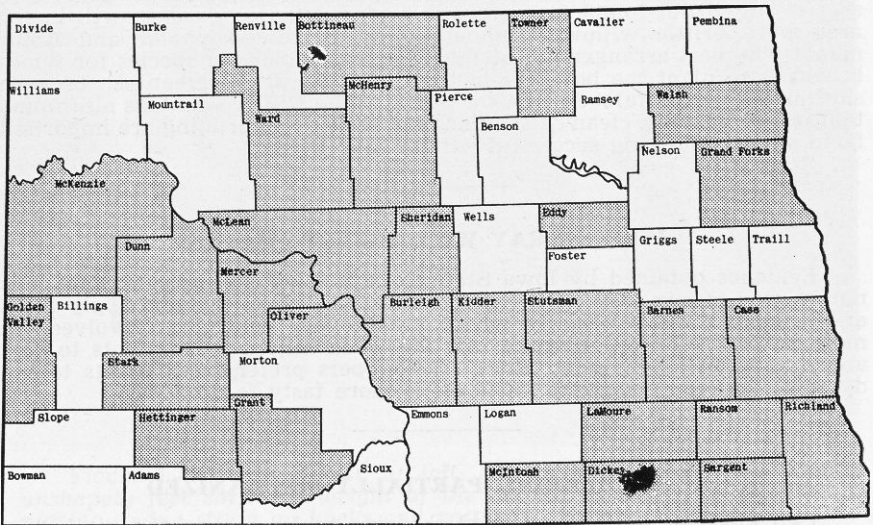 Divide
Burke
Renville
Bottineau
Rolette
Towner
Cavalier
Pembina
Williams
Mountrail
Ward
McHenry
Pierce
Benson
Ramsey
Walsh
Nelson
Grand Forks
McKenzie
Dunn
McLean
Mercer
Sheridan
Wells
Eddy
Foster
Griggs
Steele
Traill
Golden
Valley
Billings
Stark
Oliver
Morton
Burleigh
Kidder
Stutsman
Barnes
Cass
Slope
Hettinger
Grant
Sioux
Emmons
Logan
LaMoure
Ransom
Richland
Bowman
Adams
McIntosh
Dickey
Sargent